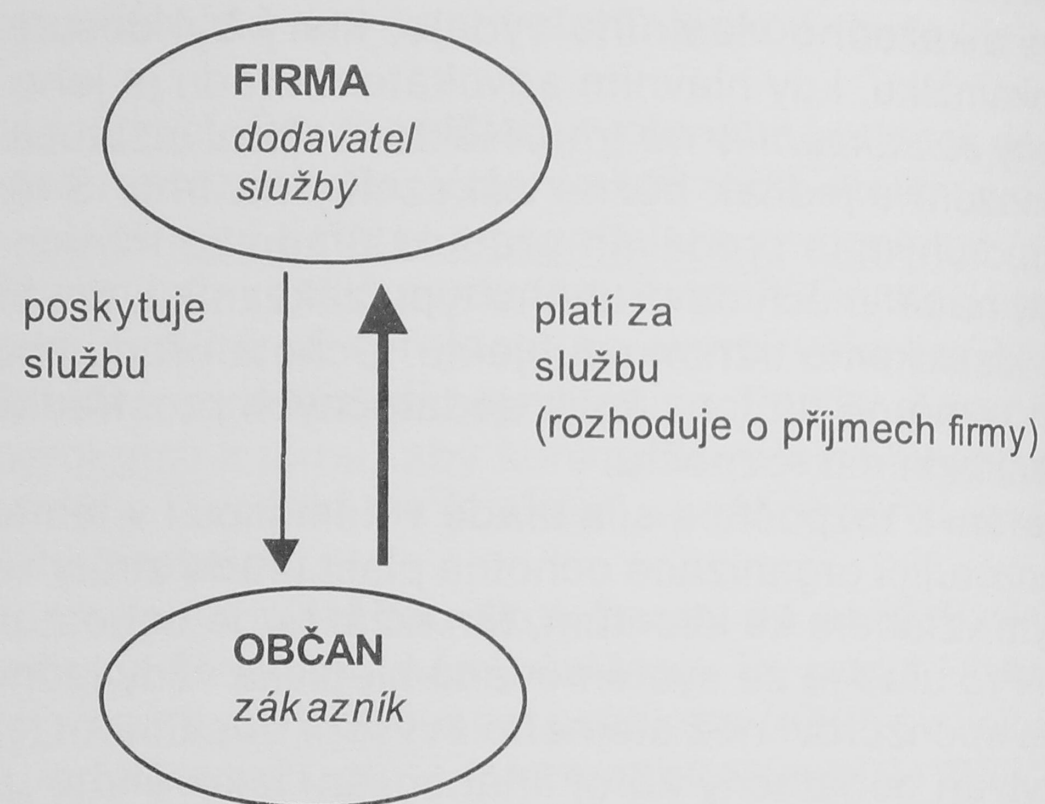 FIRMA
dodavatel
služby
poskytuje
službu
platí za
službu
(rozhoduje o příjmech firmy)
OBČAN
zákazník